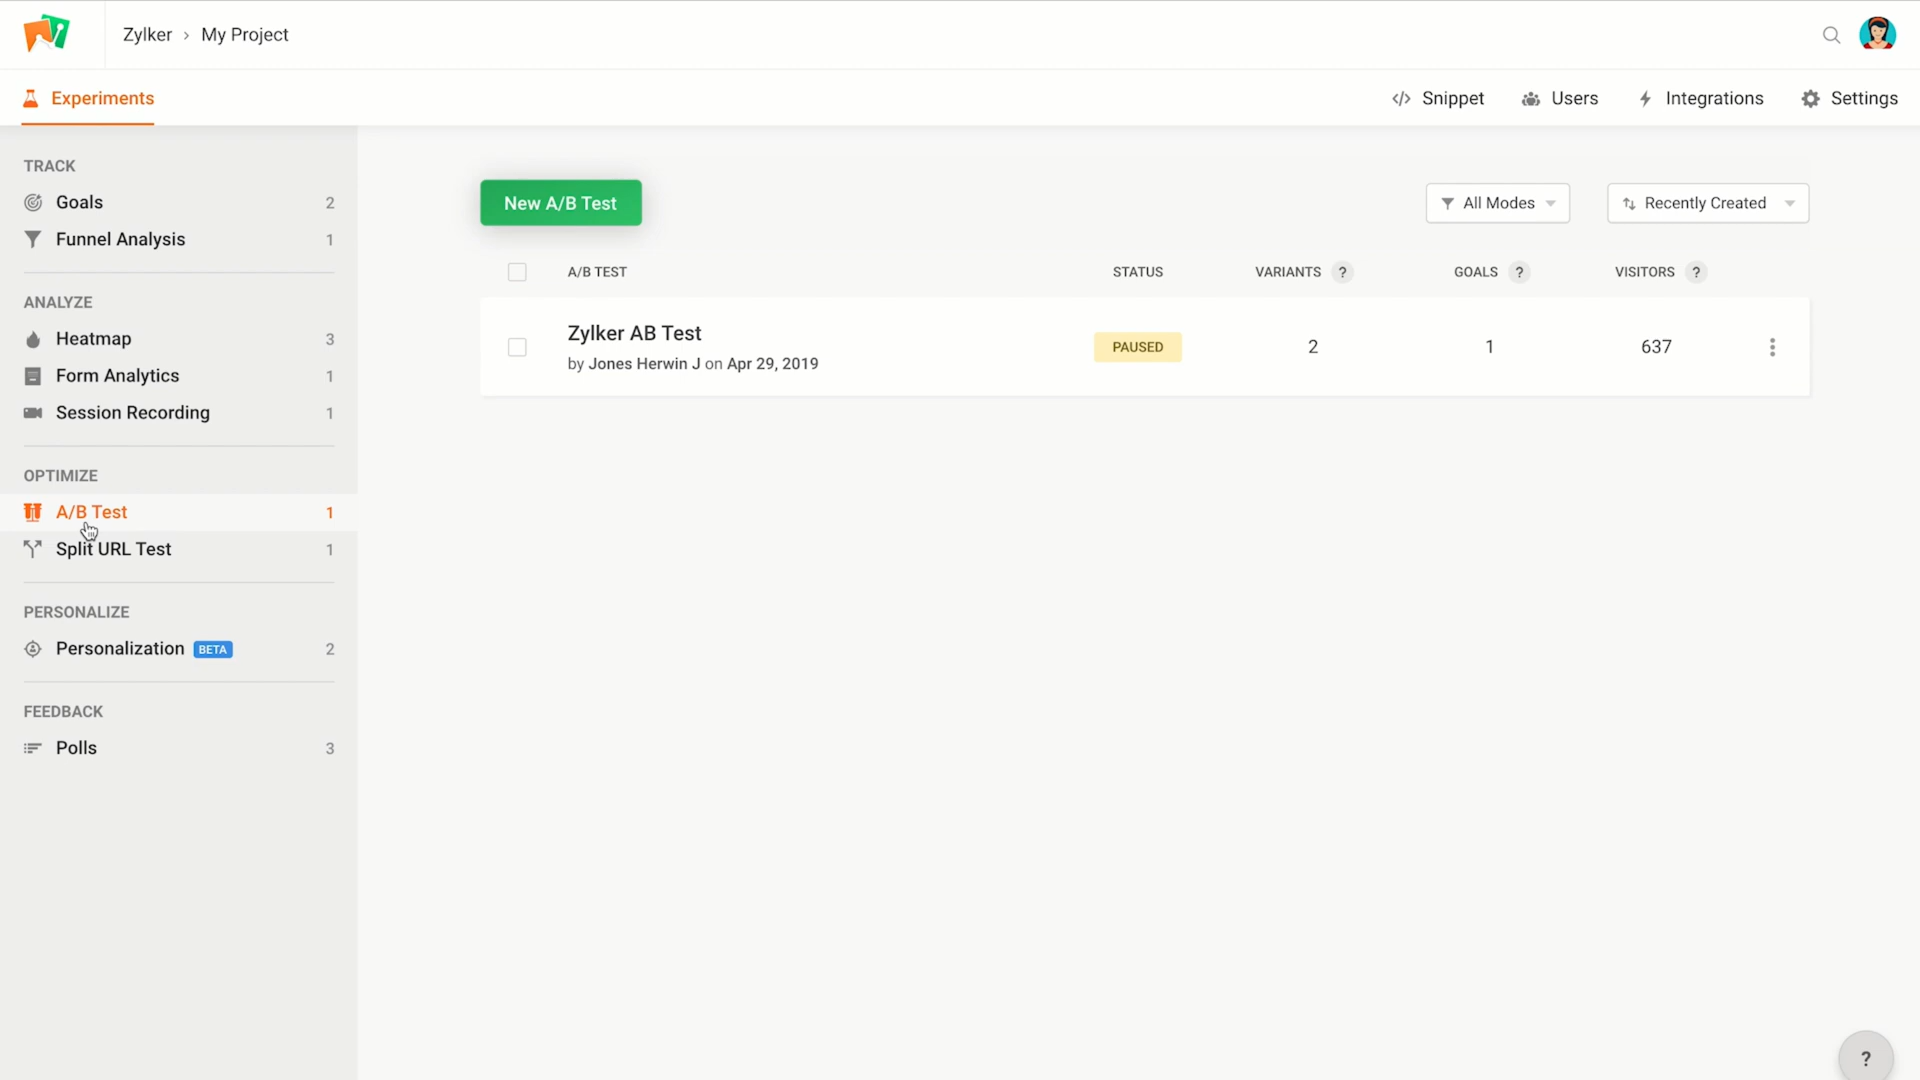 Zylker › My Project
Experiments
</> Snippet
Users
Integrations
Settings
TRACK
Goals 2
Funnel Analysis 1
ANALYZE
Heatmap 3
Form Analytics 1
Session Recording 1
OPTIMIZE
A/B Test 1
Split URL Test 1
PERSONALIZE
Personalization BETA 2
FEEDBACK
Polls 3
New A/B Test
All Modes
Recently Created
A/B TEST STATUS VARIANTS ? GOALS ? VISITORS ?
Zylker AB Test PAUSED 2 1 637
by Jones Herwin J on Apr 29, 2019
?